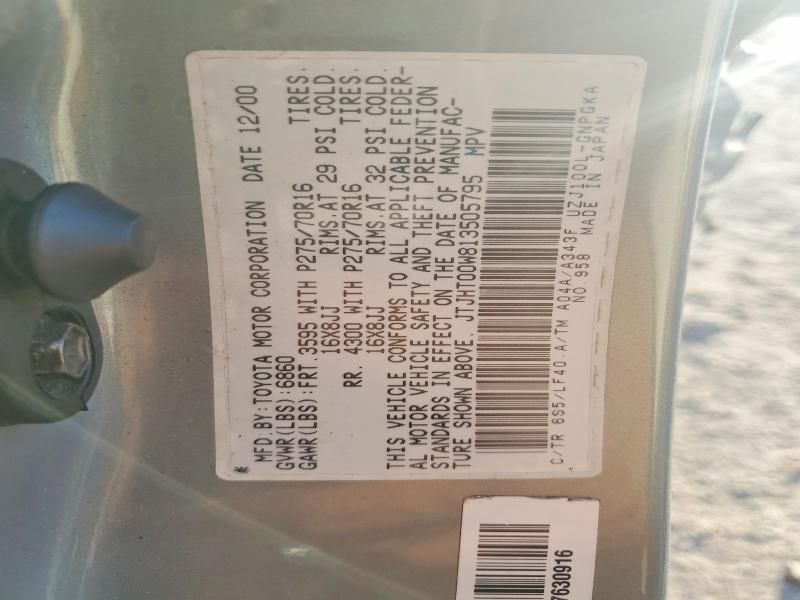 MFD BY:TOYOTA MOTOR CORPORATION DATE 12/00
GVWR(LBS):6860
GAWR(LBS):FRT.3595 WITH P275/70R16 TIRES.
16X8JJ RIMS.AT 29 PSI COLD.
RR. 4300 WITH P275/70R16 TIRES.
16X8JJ RIMS.AT 32 PSI COLD.
THIS VEHICLE CONFORMS TO ALL APPLICABLE FEDER-
AL MOTOR VEHICLE SAFETY AND THEFT PREVENTION
STANDARDS IN EFFECT ON THE DATE OF MANUFAC-
TURE SHOWN ABOVE. JTJHT00W813505795 MPV
C/TR 6S5/LF40.A/TM A04A/A343F UZJ100L-GNPGKA
NO.958 MADE IN JAPAN
7630916